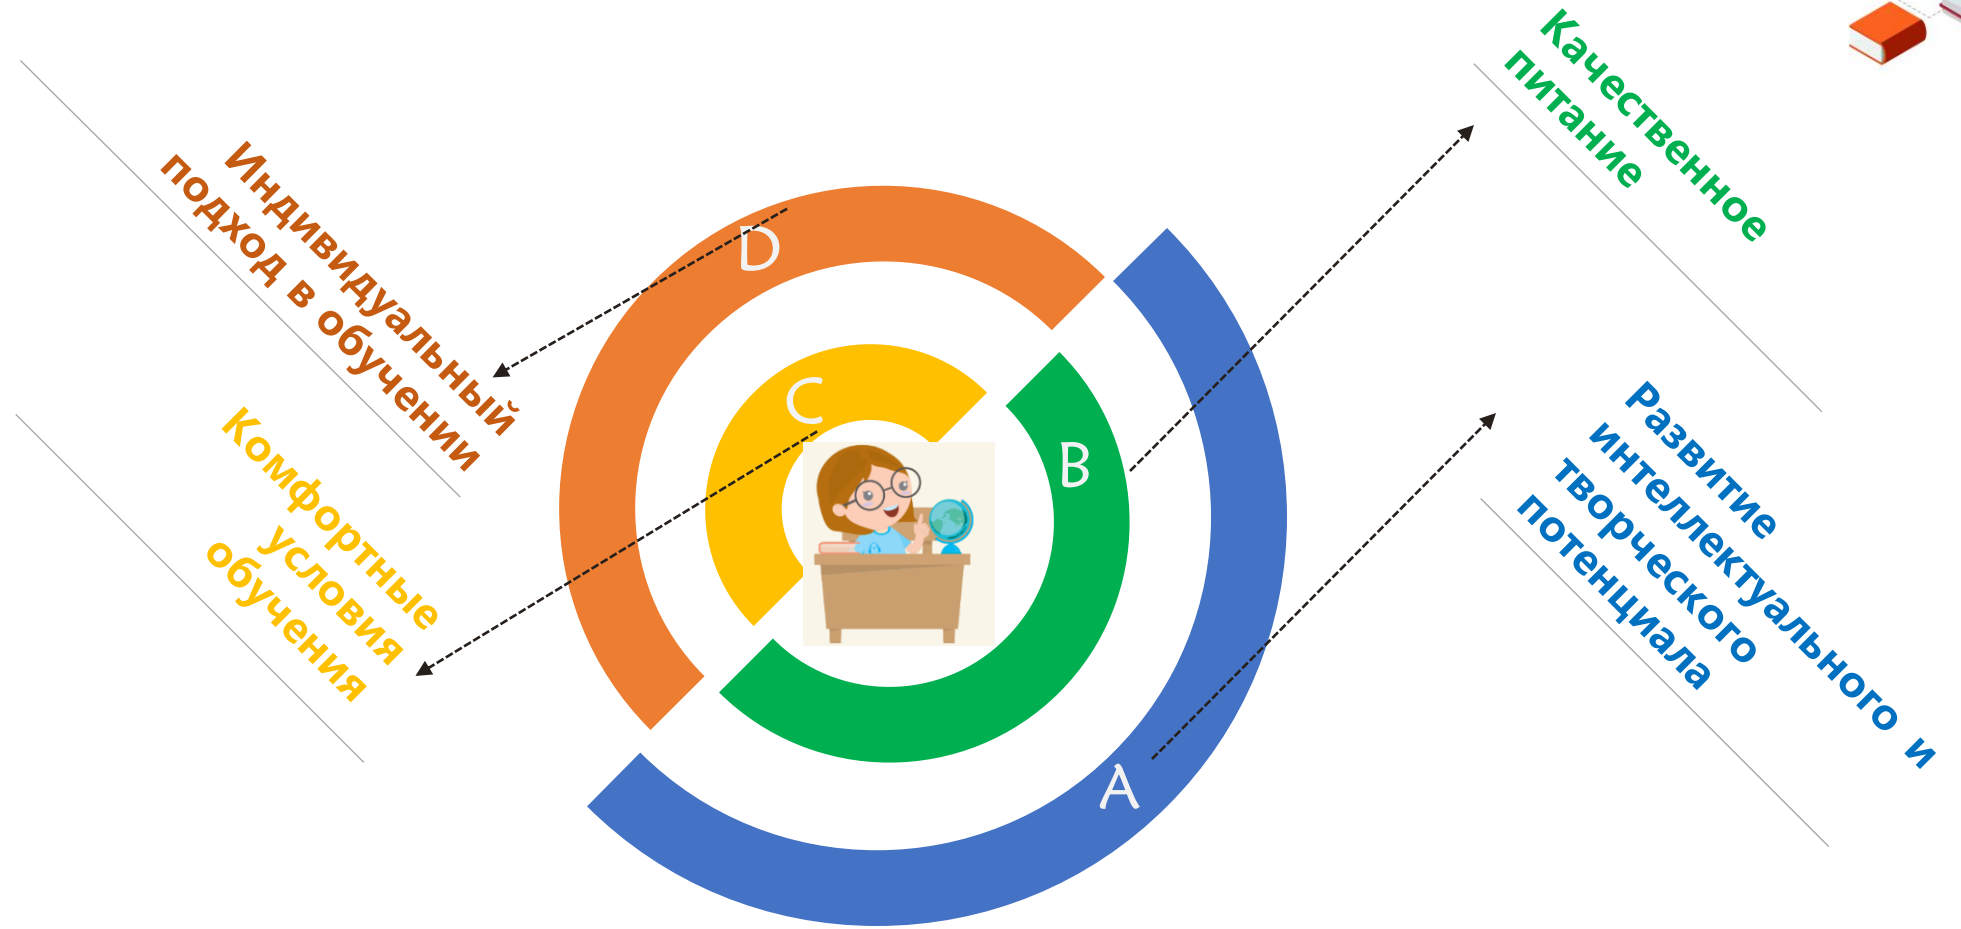 Индивидуальный
подход в обучении
Комфортные
условия
обучения
D
C
B
A
Качественное
питание
Развитие
интеллектуального и
творческого
потенциала